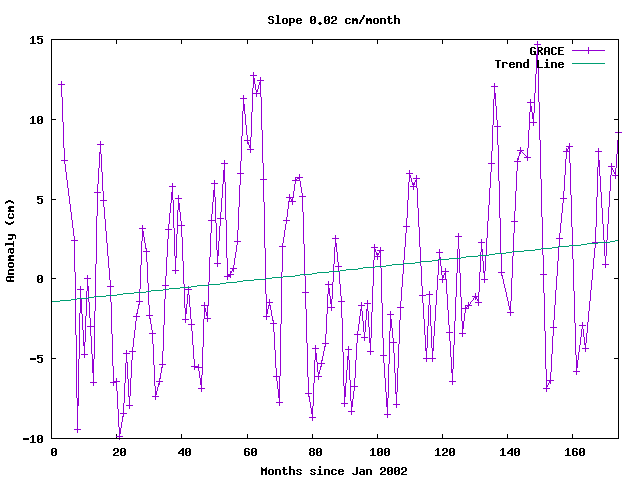 Slope 0.02 cm/month
GRACE
Trend Line
15
10
5
0
-5
-10
Anomaly (cm)
0 20 40 60 80 100 120 140 160
Months since Jan 2002